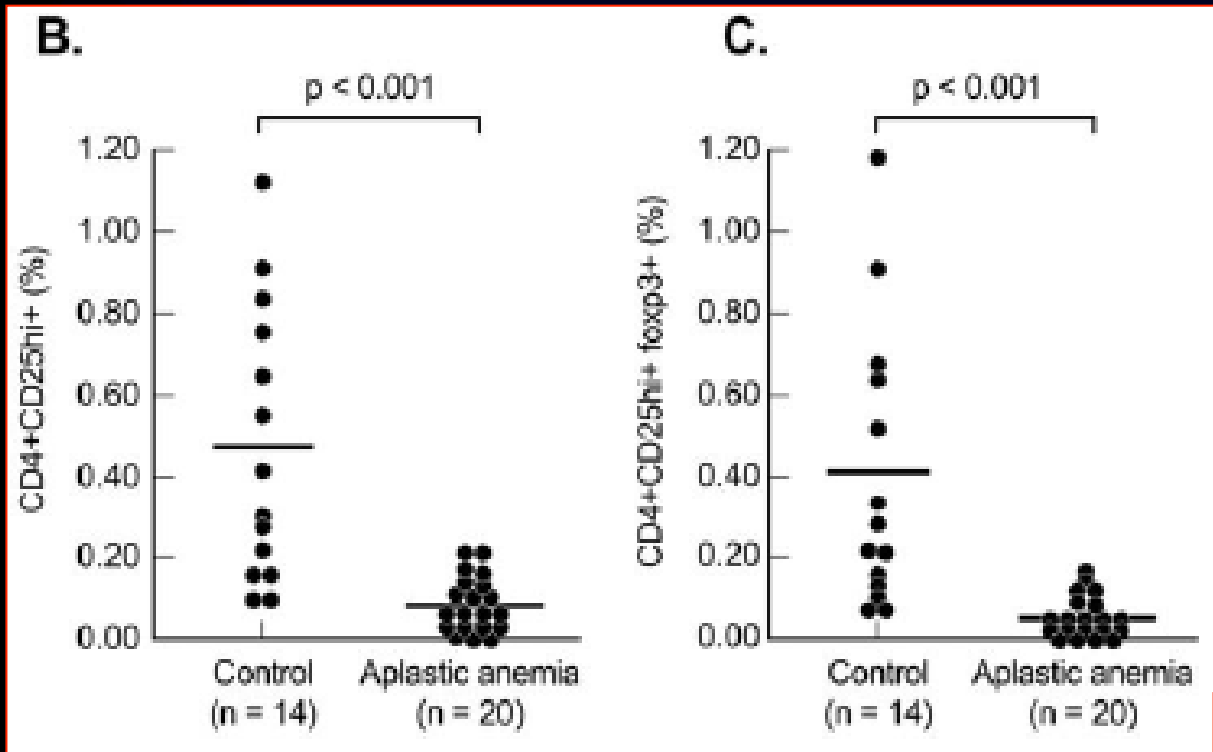 B.
p < 0.001
CD4+CD25hi+ (%)
1.20
1.00
0.80
0.60
0.40
0.20
0.00
Control
(n = 14)
Aplastic anemia
(n = 20)
C.
p < 0.001
CD4+CD25hi+ foxp3+ (%)
1.20
1.00
0.80
0.60
0.40
0.20
0.00
Control
(n = 14)
Aplastic anemia
(n = 20)